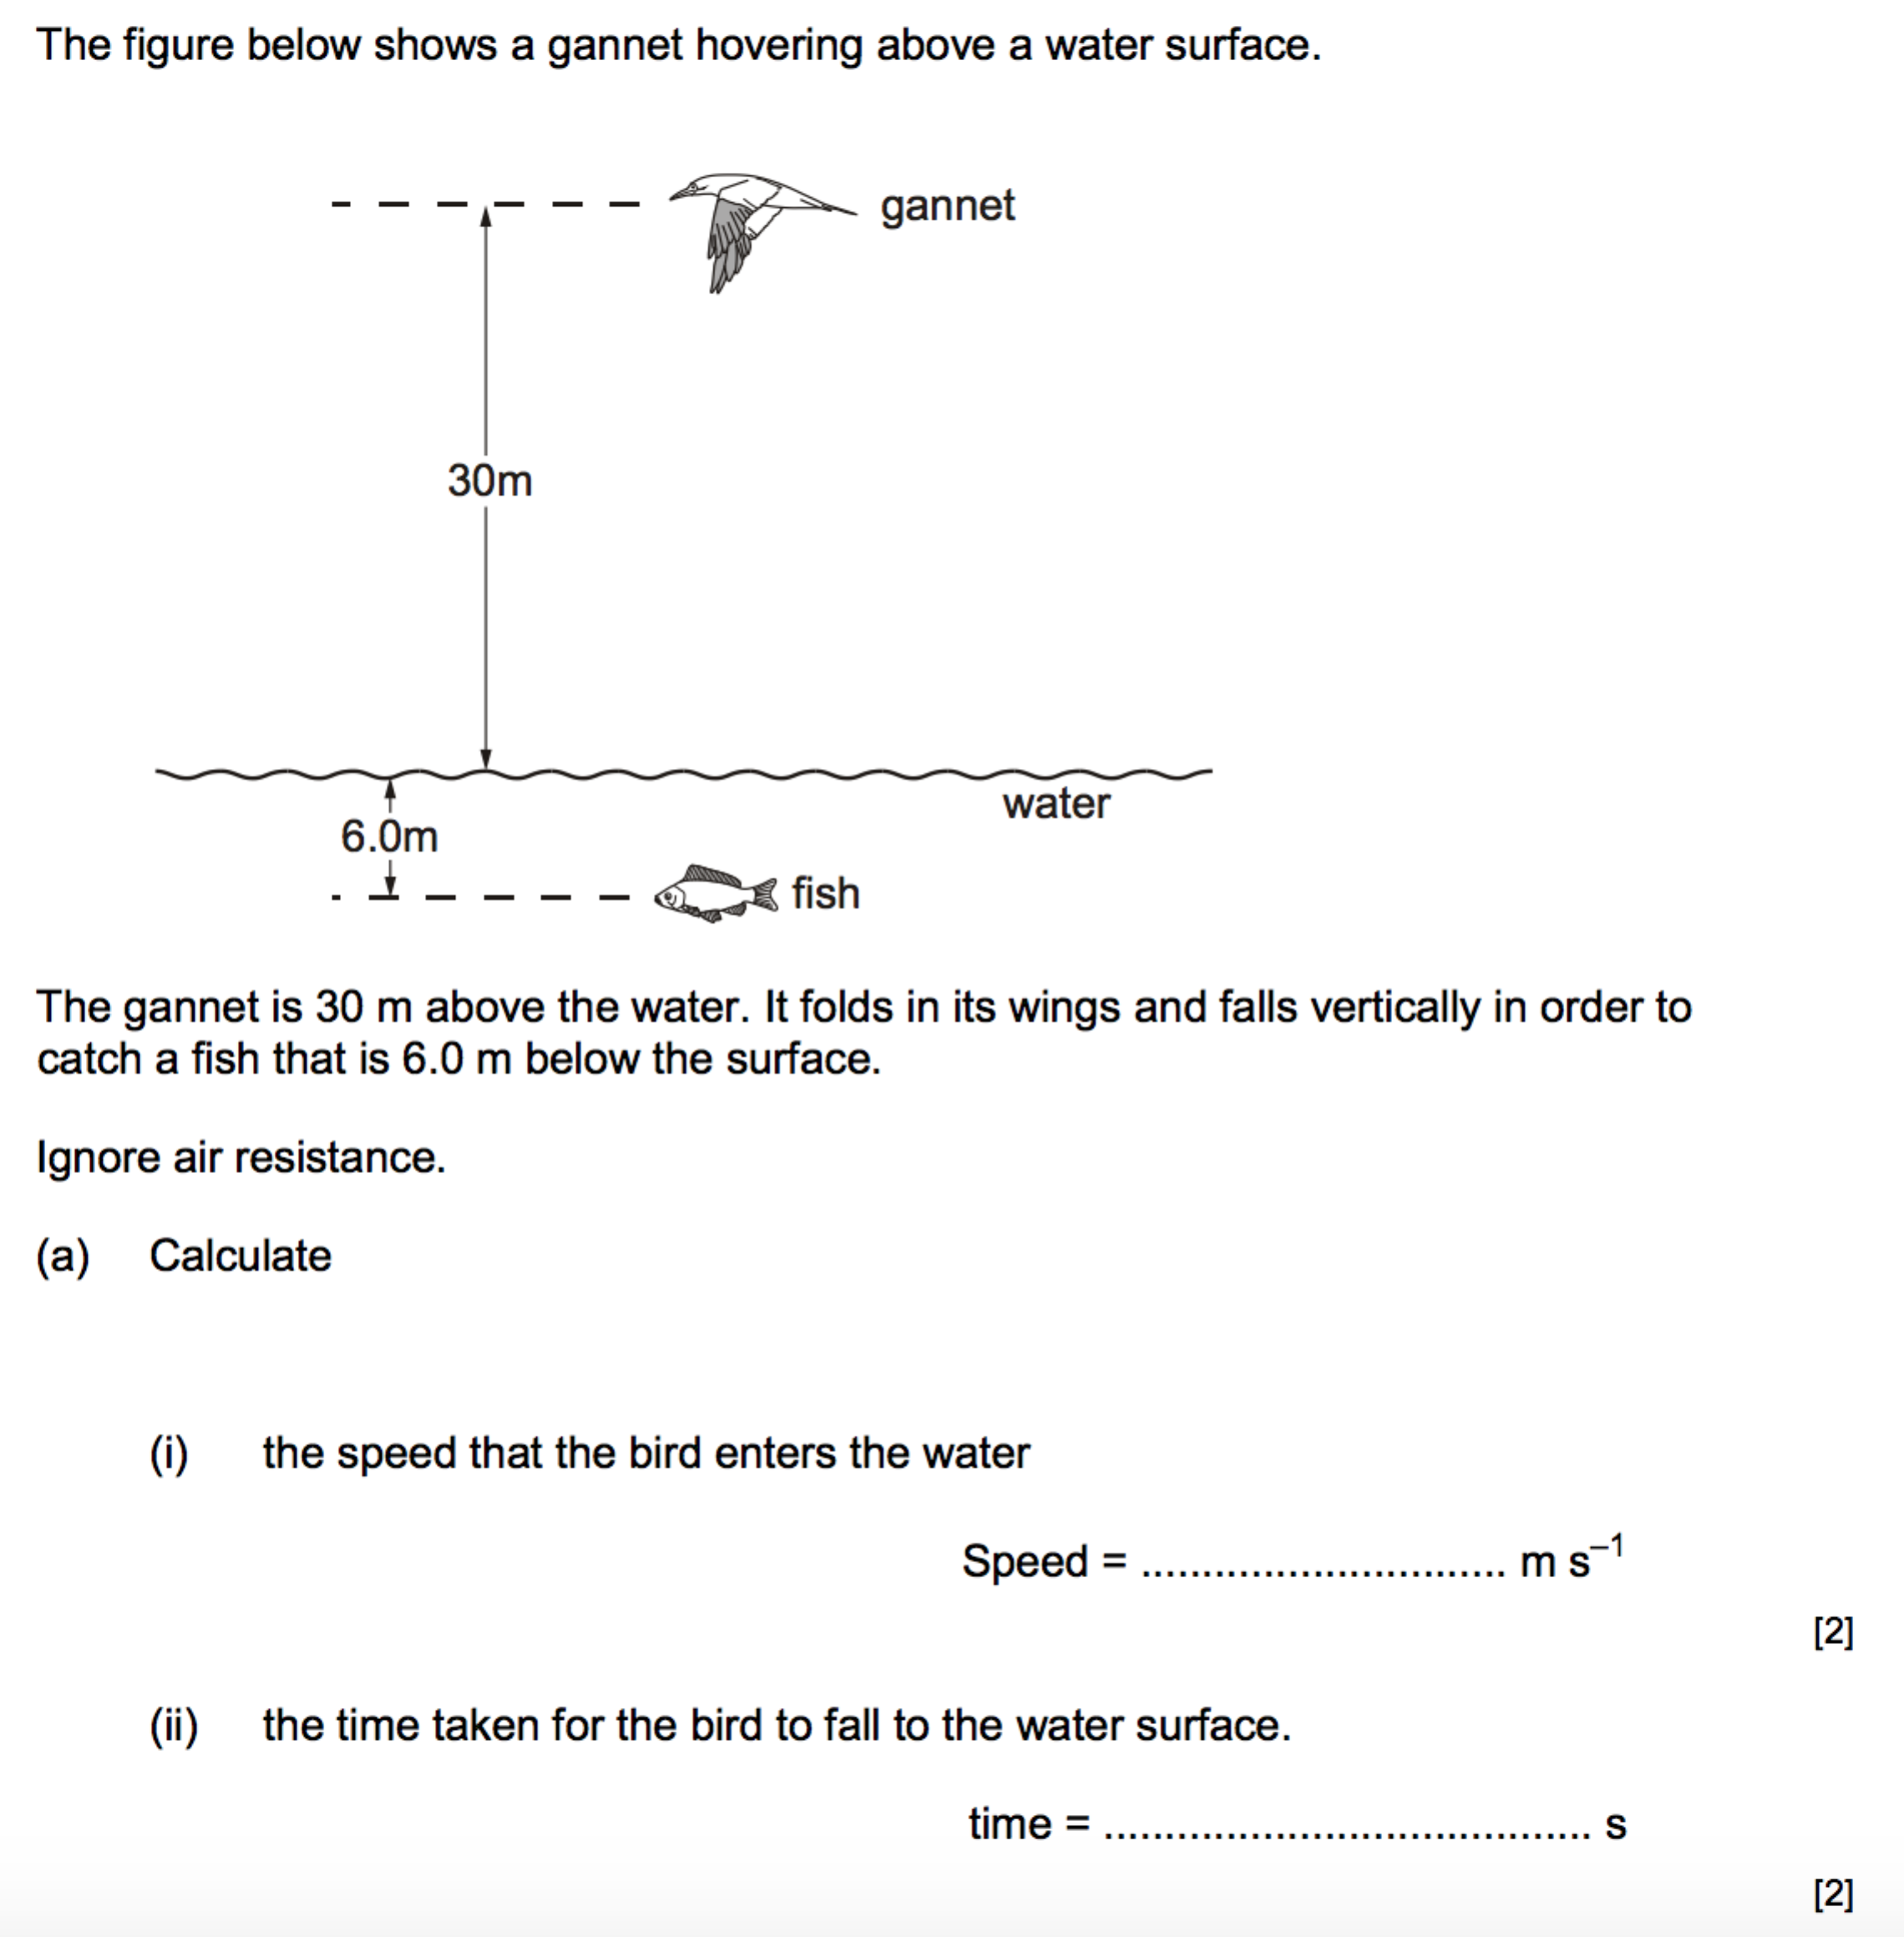 The figure below shows a gannet hovering above a water surface.
gannet
30m
water
6.0m
fish
The gannet is 30 m above the water. It folds in its wings and falls vertically in order to
catch a fish that is 6.0 m below the surface.
Ignore air resistance.
(a) Calculate
(i) the speed that the bird enters the water
Speed = .............................. m s⁻¹
[2]
(ii) the time taken for the bird to fall to the water surface.
time = ........................................ s
[2]